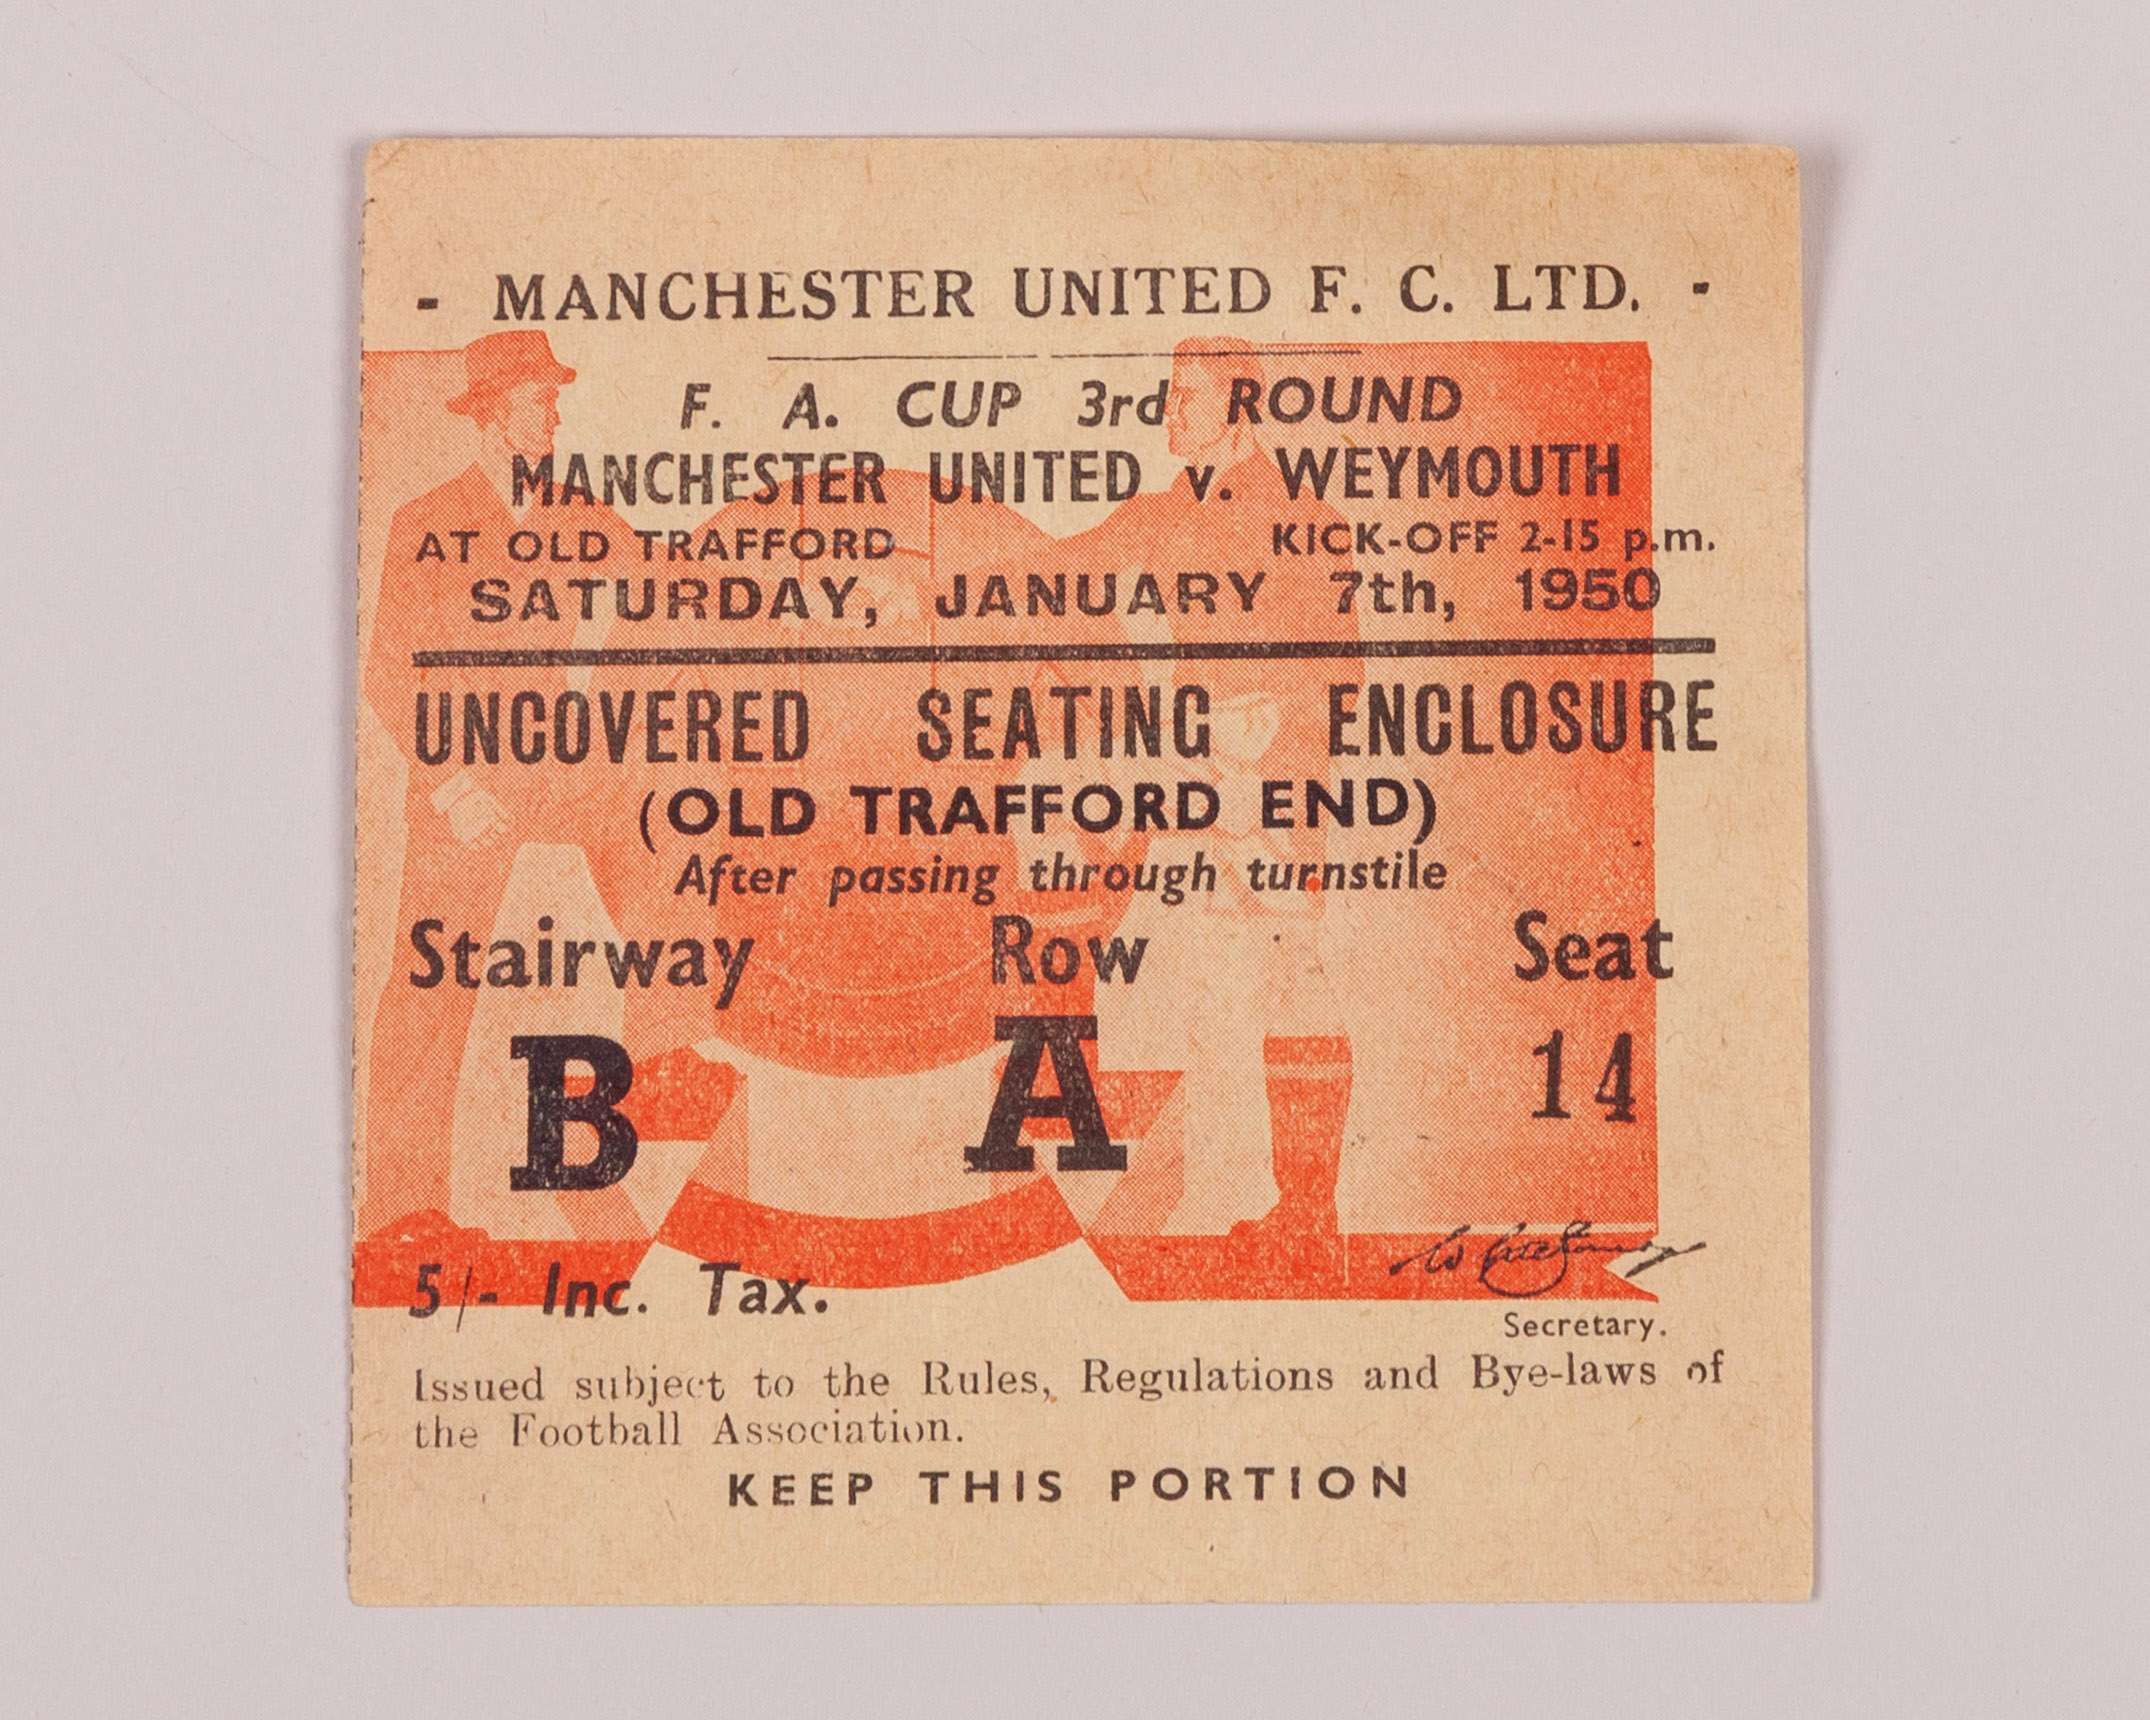 - MANCHESTER UNITED F. C. LTD. -
F. A. CUP 3rd ROUND
MANCHESTER UNITED v. WEYMOUTH
AT OLD TRAFFORD KICK-OFF 2-15 p.m.
SATURDAY, JANUARY 7th, 1950
UNCOVERED SEATING ENCLOSURE
(OLD TRAFFORD END)
After passing through turnstile
Stairway Row Seat
B A 14
5/- Inc. Tax.
Secretary.
Issued subject to the Rules, Regulations and Bye-laws of
the Football Association.
KEEP THIS PORTION